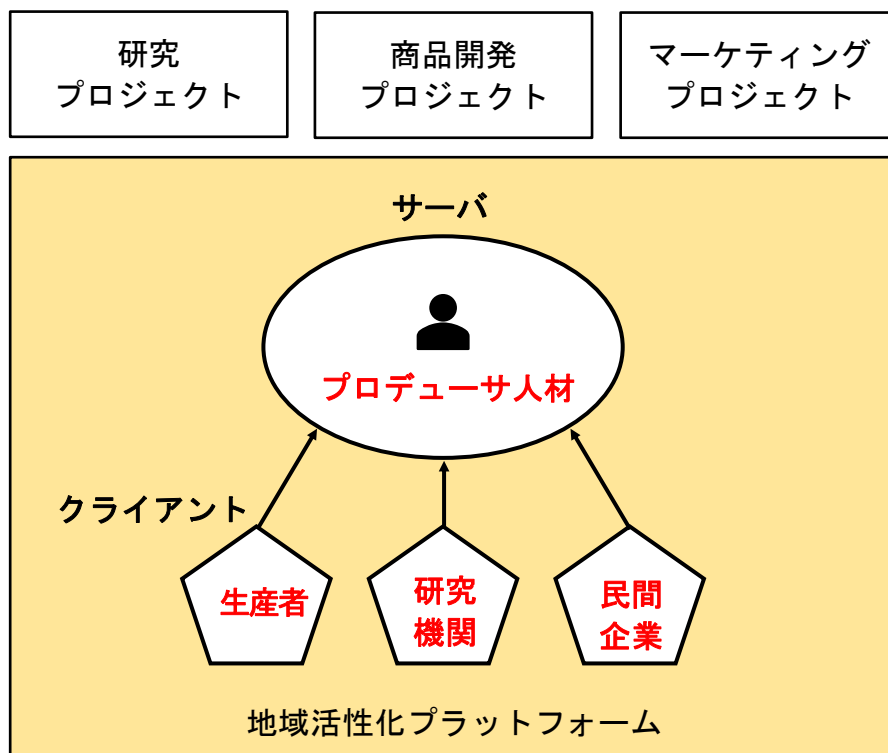 研究
プロジェクト
商品開発
プロジェクト
マーケティング
プロジェクト
サーバ
プロデューサ人材
クライアント
生産者
研究
機関
民間
企業
地域活性化プラットフォーム